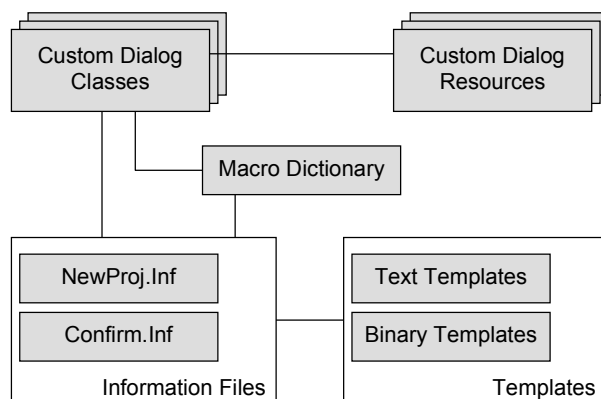 Custom Dialog
Classes
Custom Dialog
Resources
Macro Dictionary
NewProj.Inf
Confirm.Inf
Information Files
Text Templates
Binary Templates
Templates